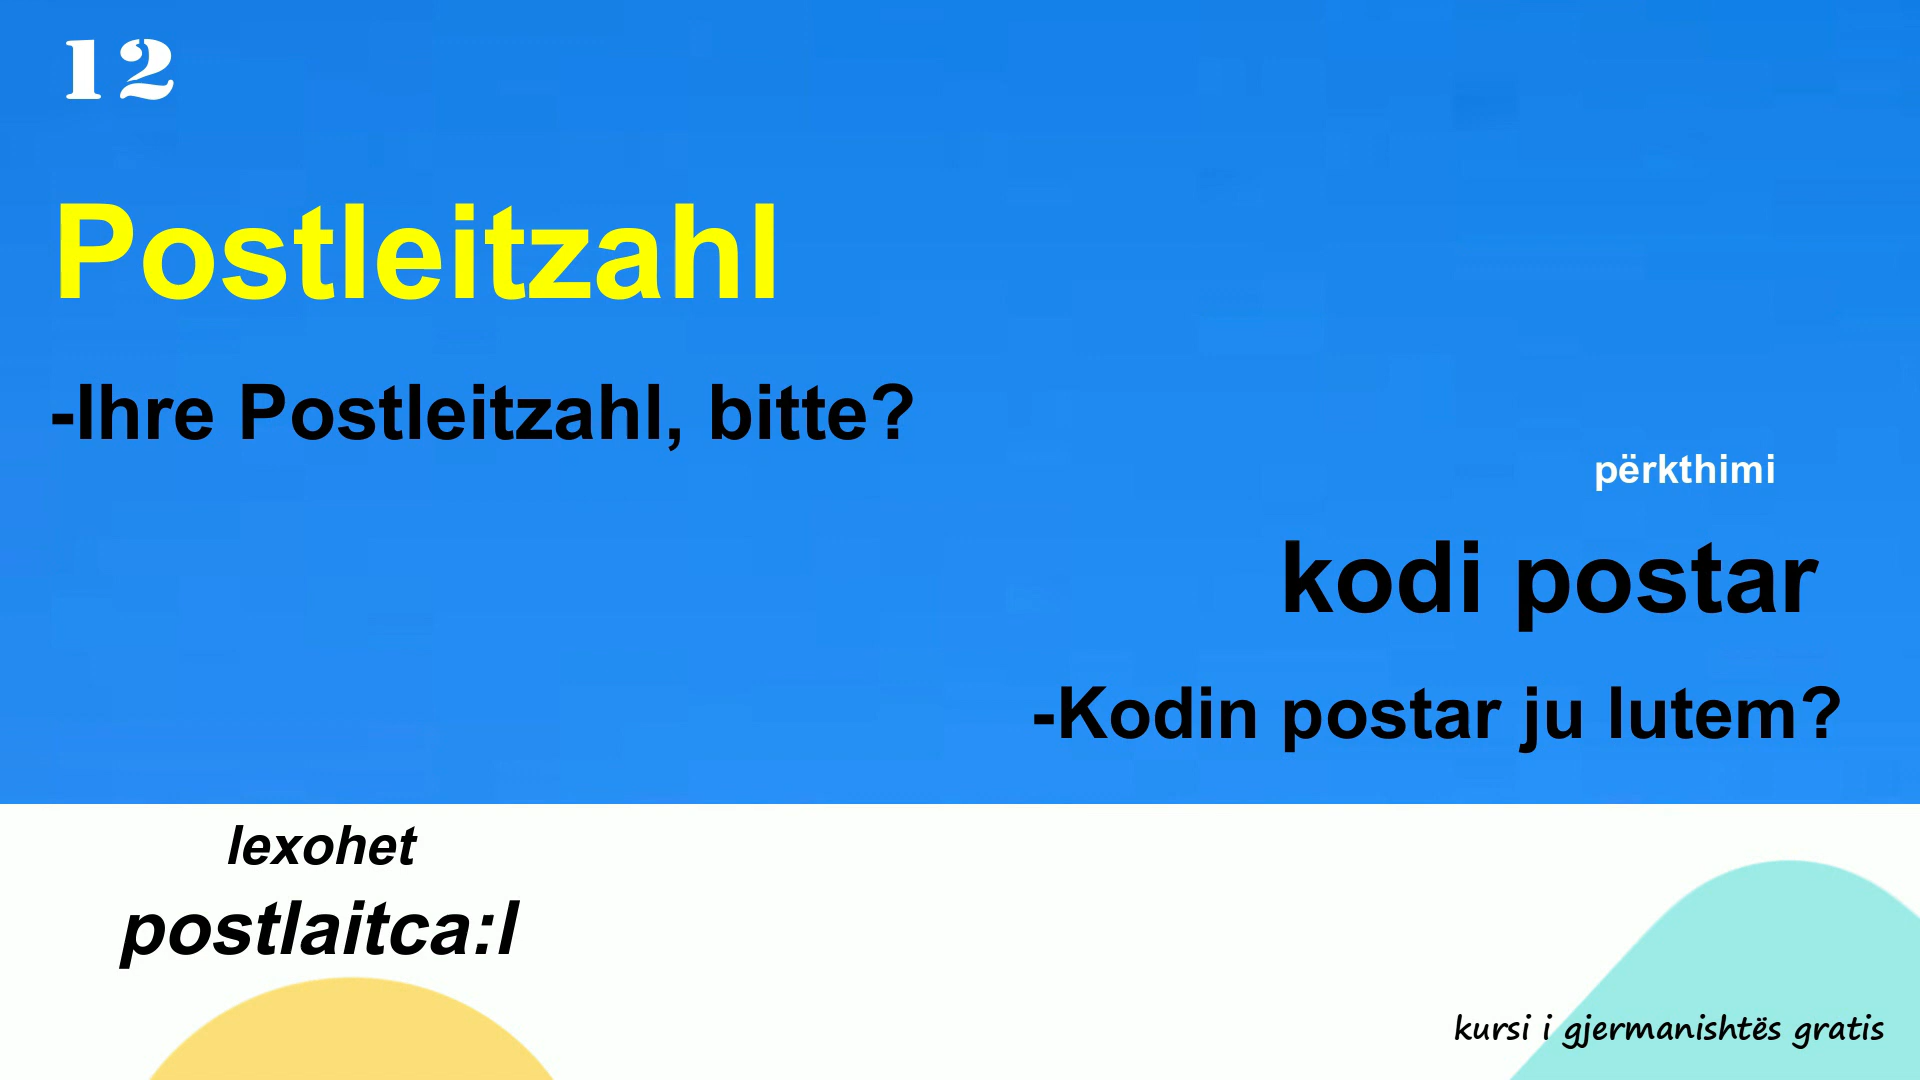 12
Postleitzahl
-Ihre Postleitzahl, bitte?
përkthimi
kodi postar
-Kodin postar ju lutem?
lexohet
postlaitca:l
kursi i gjermanishtës gratis